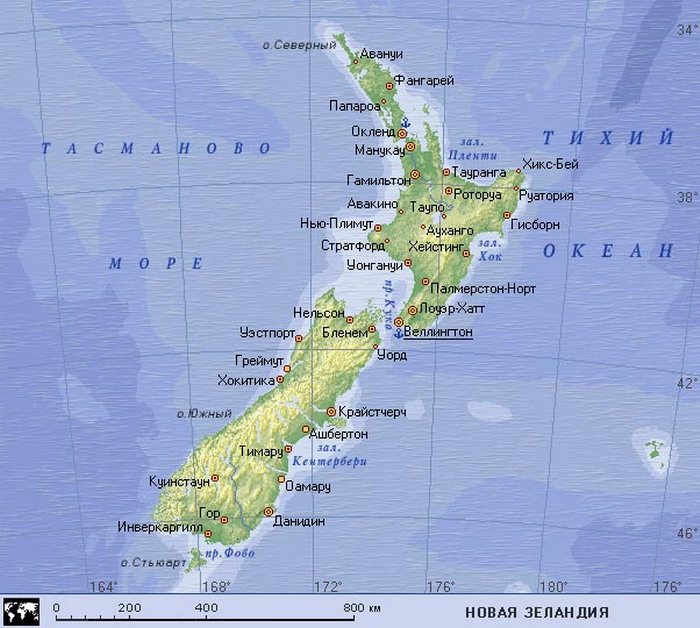 34°
о.Северный
Авануи
Фангарей
Папароа
Окленд
Манукау
ТАСМАНОВО
ТИХИЙ
зал.
Пленти
Хикс-Бей
Гамильтон
Тауранга
Роторуа
Руатория
38°
Авакино
Таупо
Нью-Плимут
Ауханго
Гисборн
Стратфорд
Хейстинг
зал.
Хок
ОКЕАН
МОРЕ
Уонгануи
Палмерстон-Норт
пр.Кука
Нельсон
Лоуэр-Хатт
Уэстпорт
Бленем
Веллингтон
Уорд
Греймут
Хокитика
42°
о.Южный
Крайстчерч
Ашбертон
Тимару
зал.
Кентербери
Куинстаун
Оамару
Гор
Инверкаргилл
Данидин
46°
пр.Фово
о.Стьюарт
164°
168°
172°
176°
180°
176°
0
200
400
800 км
НОВАЯ ЗЕЛАНДИЯ